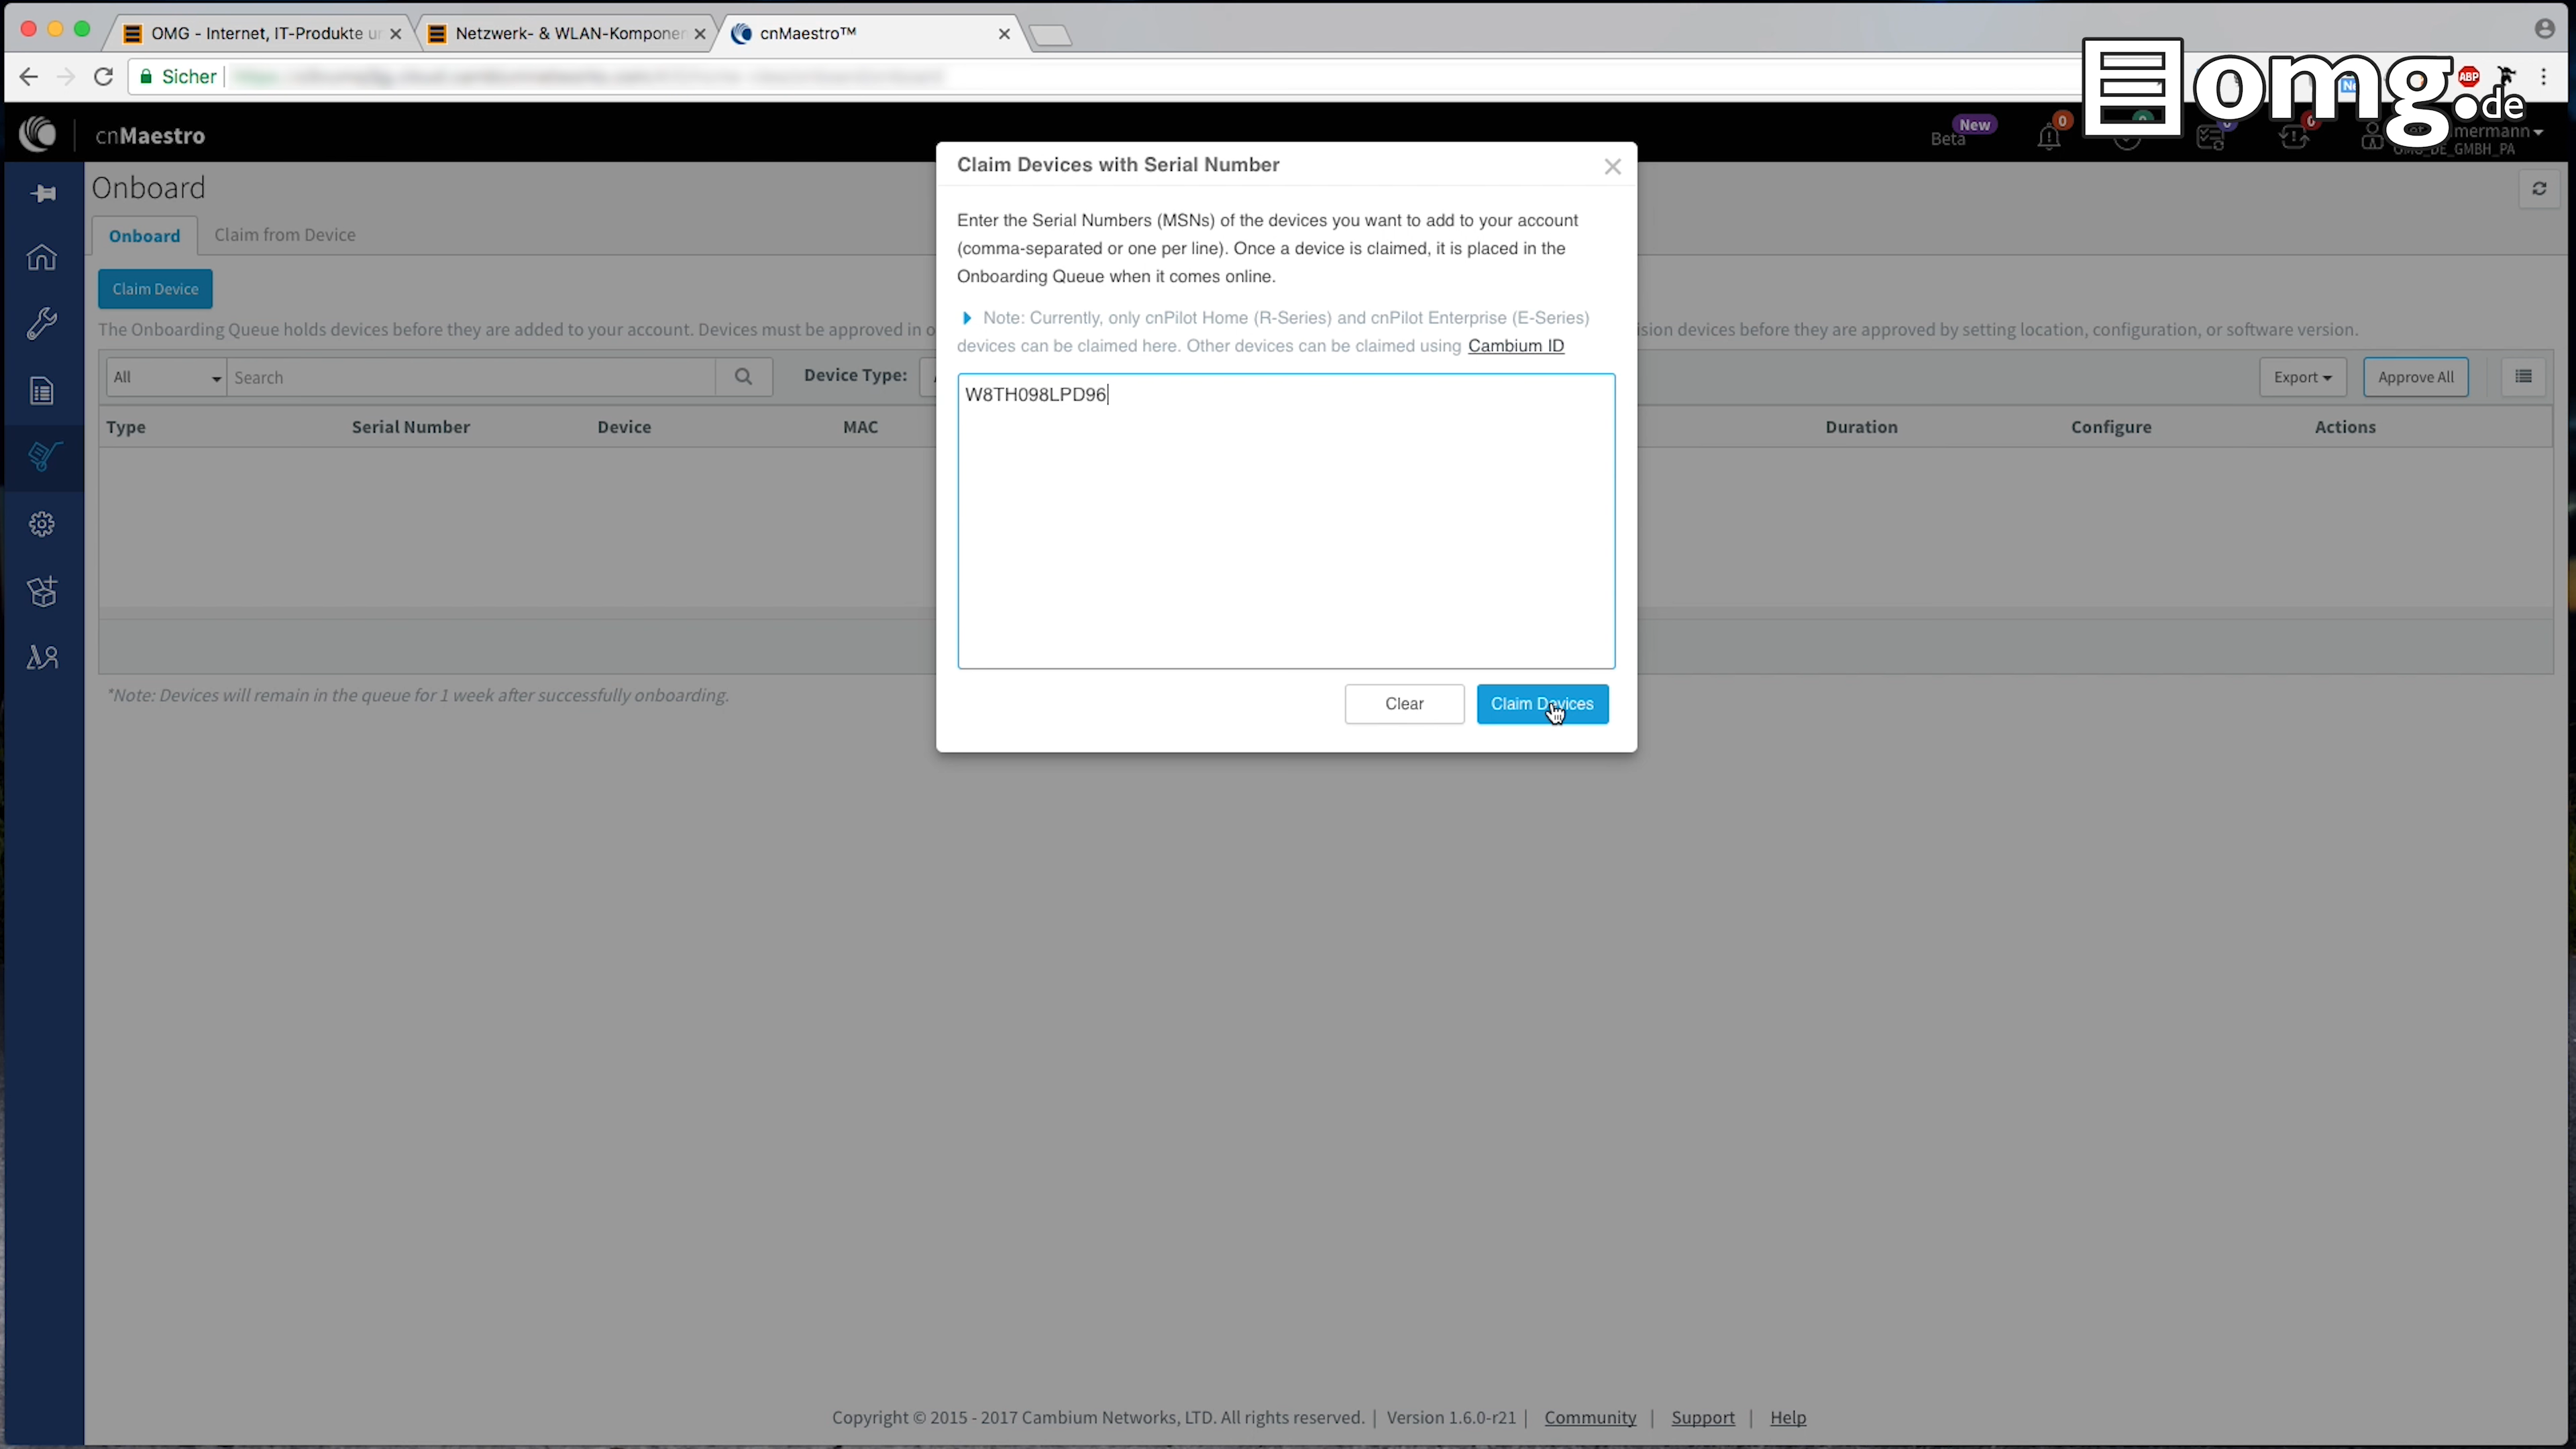 OMG - Internet, IT-Produkte
Netzwerk- & WLAN-Kompone
cnMaestro™
Sicher
omg.de
ABP
cnMaestro
Beta
New
0
0
mermann
OMG_DE_GMBH_PA
Onboard
Onboard
Claim from Device
Claim Device
The Onboarding Queue holds devices before they are added to your account. Devices must be approved in
devices before they are approved by setting location, configuration, or software version.
All
Search
Device Type:
Export
Approve All
Type
Serial Number
Device
MAC
Duration
Configure
Actions
*Note: Devices will remain in the queue for 1 week after successfully onboarding.
Claim Devices with Serial Number
Enter the Serial Numbers (MSNs) of the devices you want to add to your account
(comma-separated or one per line). Once a device is claimed, it is placed in the
Onboarding Queue when it comes online.
Note: Currently, only cnPilot Home (R-Series) and cnPilot Enterprise (E-Series)
devices can be claimed here. Other devices can be claimed using Cambium ID
W8TH098LPD96
Clear
Claim Devices
Copyright © 2015 - 2017 Cambium Networks, LTD. All rights reserved. | Version 1.6.0-r21 | Community | Support | Help